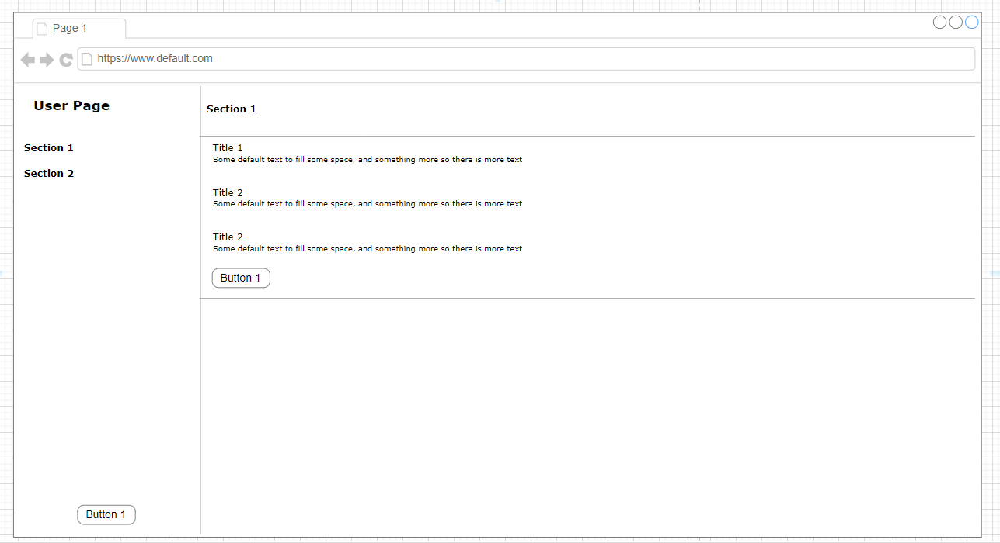 Page 1
https://www.default.com
User Page
Section 1
Section 2
Button 1
Section 1
Title 1
Some default text to fill some space, and something more so there is more text
Title 2
Some default text to fill some space, and something more so there is more text
Title 2
Some default text to fill some space, and something more so there is more text
Button 1